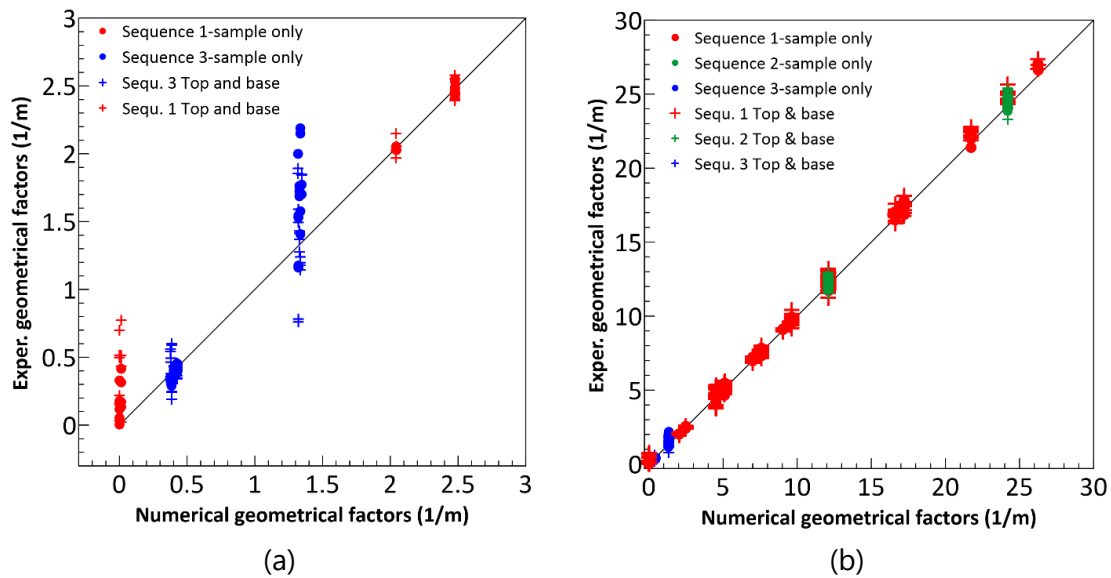 3
2.5
2
1.5
1
0.5
0
Exper. geometrical factors (1/m)
Sequence 1-sample only
Sequence 3-sample only
Sequ. 3 Top and base
Sequ. 1 Top and base
0
0.5
1
1.5
2
2.5
3
Numerical geometrical factors (1/m)
(a)
30
25
20
15
10
5
0
Exper. geometrical factors (1/m)
Sequence 1-sample only
Sequence 2-sample only
Sequence 3-sample only
Sequ. 1 Top & base
Sequ. 2 Top & base
Sequ. 3 Top & base
0
5
10
15
20
25
30
Numerical geometrical factors (1/m)
(b)